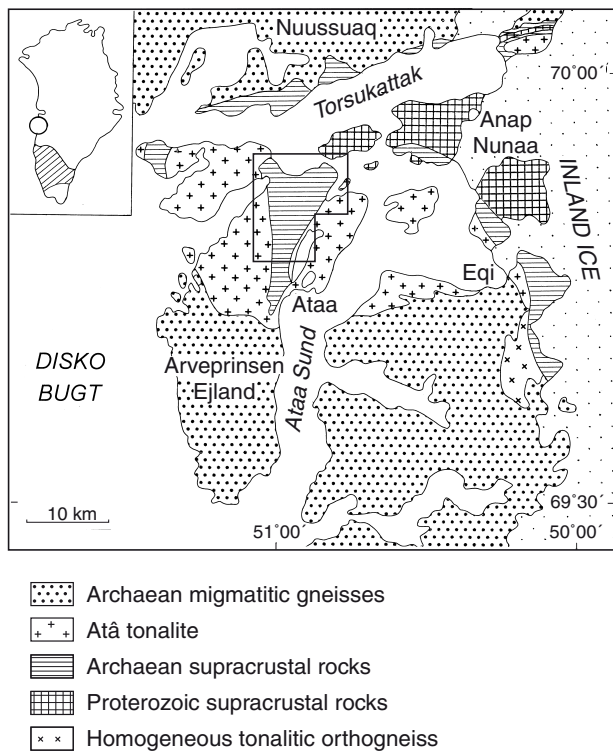 Nuussuaq
Torsukattak
70°00′
Anap
Nunaa
INLAND ICE
Eqi
Ataa
Arveprinsen
Ejland
Ataa Sund
DISKO
BUGT
69°30′
10 km
51°00′
50°00′
Archaean migmatitic gneisses
Atâ tonalite
Archaean supracrustal rocks
Proterozoic supracrustal rocks
Homogeneous tonalitic orthogneiss